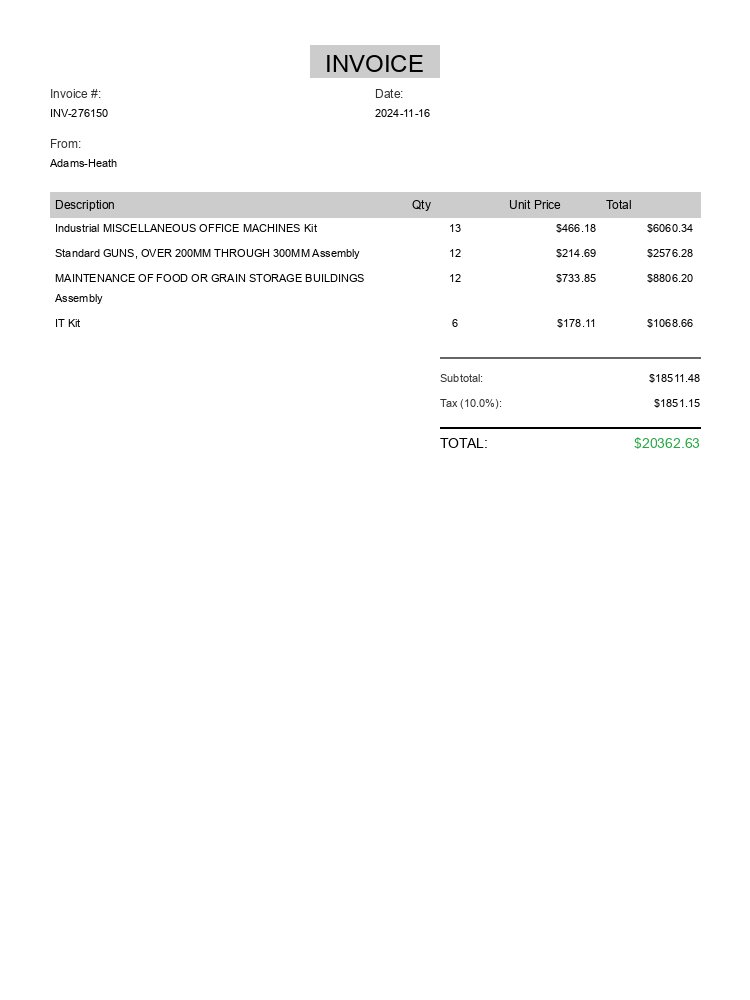 INVOICE
Invoice #: Date:
INV-276150 2024-11-16
From:
Adams-Heath
Description Qty Unit Price Total
Industrial MISCELLANEOUS OFFICE MACHINES Kit 13 $466.18 $6060.34
Standard GUNS, OVER 200MM THROUGH 300MM Assembly 12 $214.69 $2576.28
MAINTENANCE OF FOOD OR GRAIN STORAGE BUILDINGS 12 $733.85 $8806.20
Assembly
IT Kit 6 $178.11 $1068.66
Subtotal: $18511.48
Tax (10.0%): $1851.15
TOTAL: $20362.63